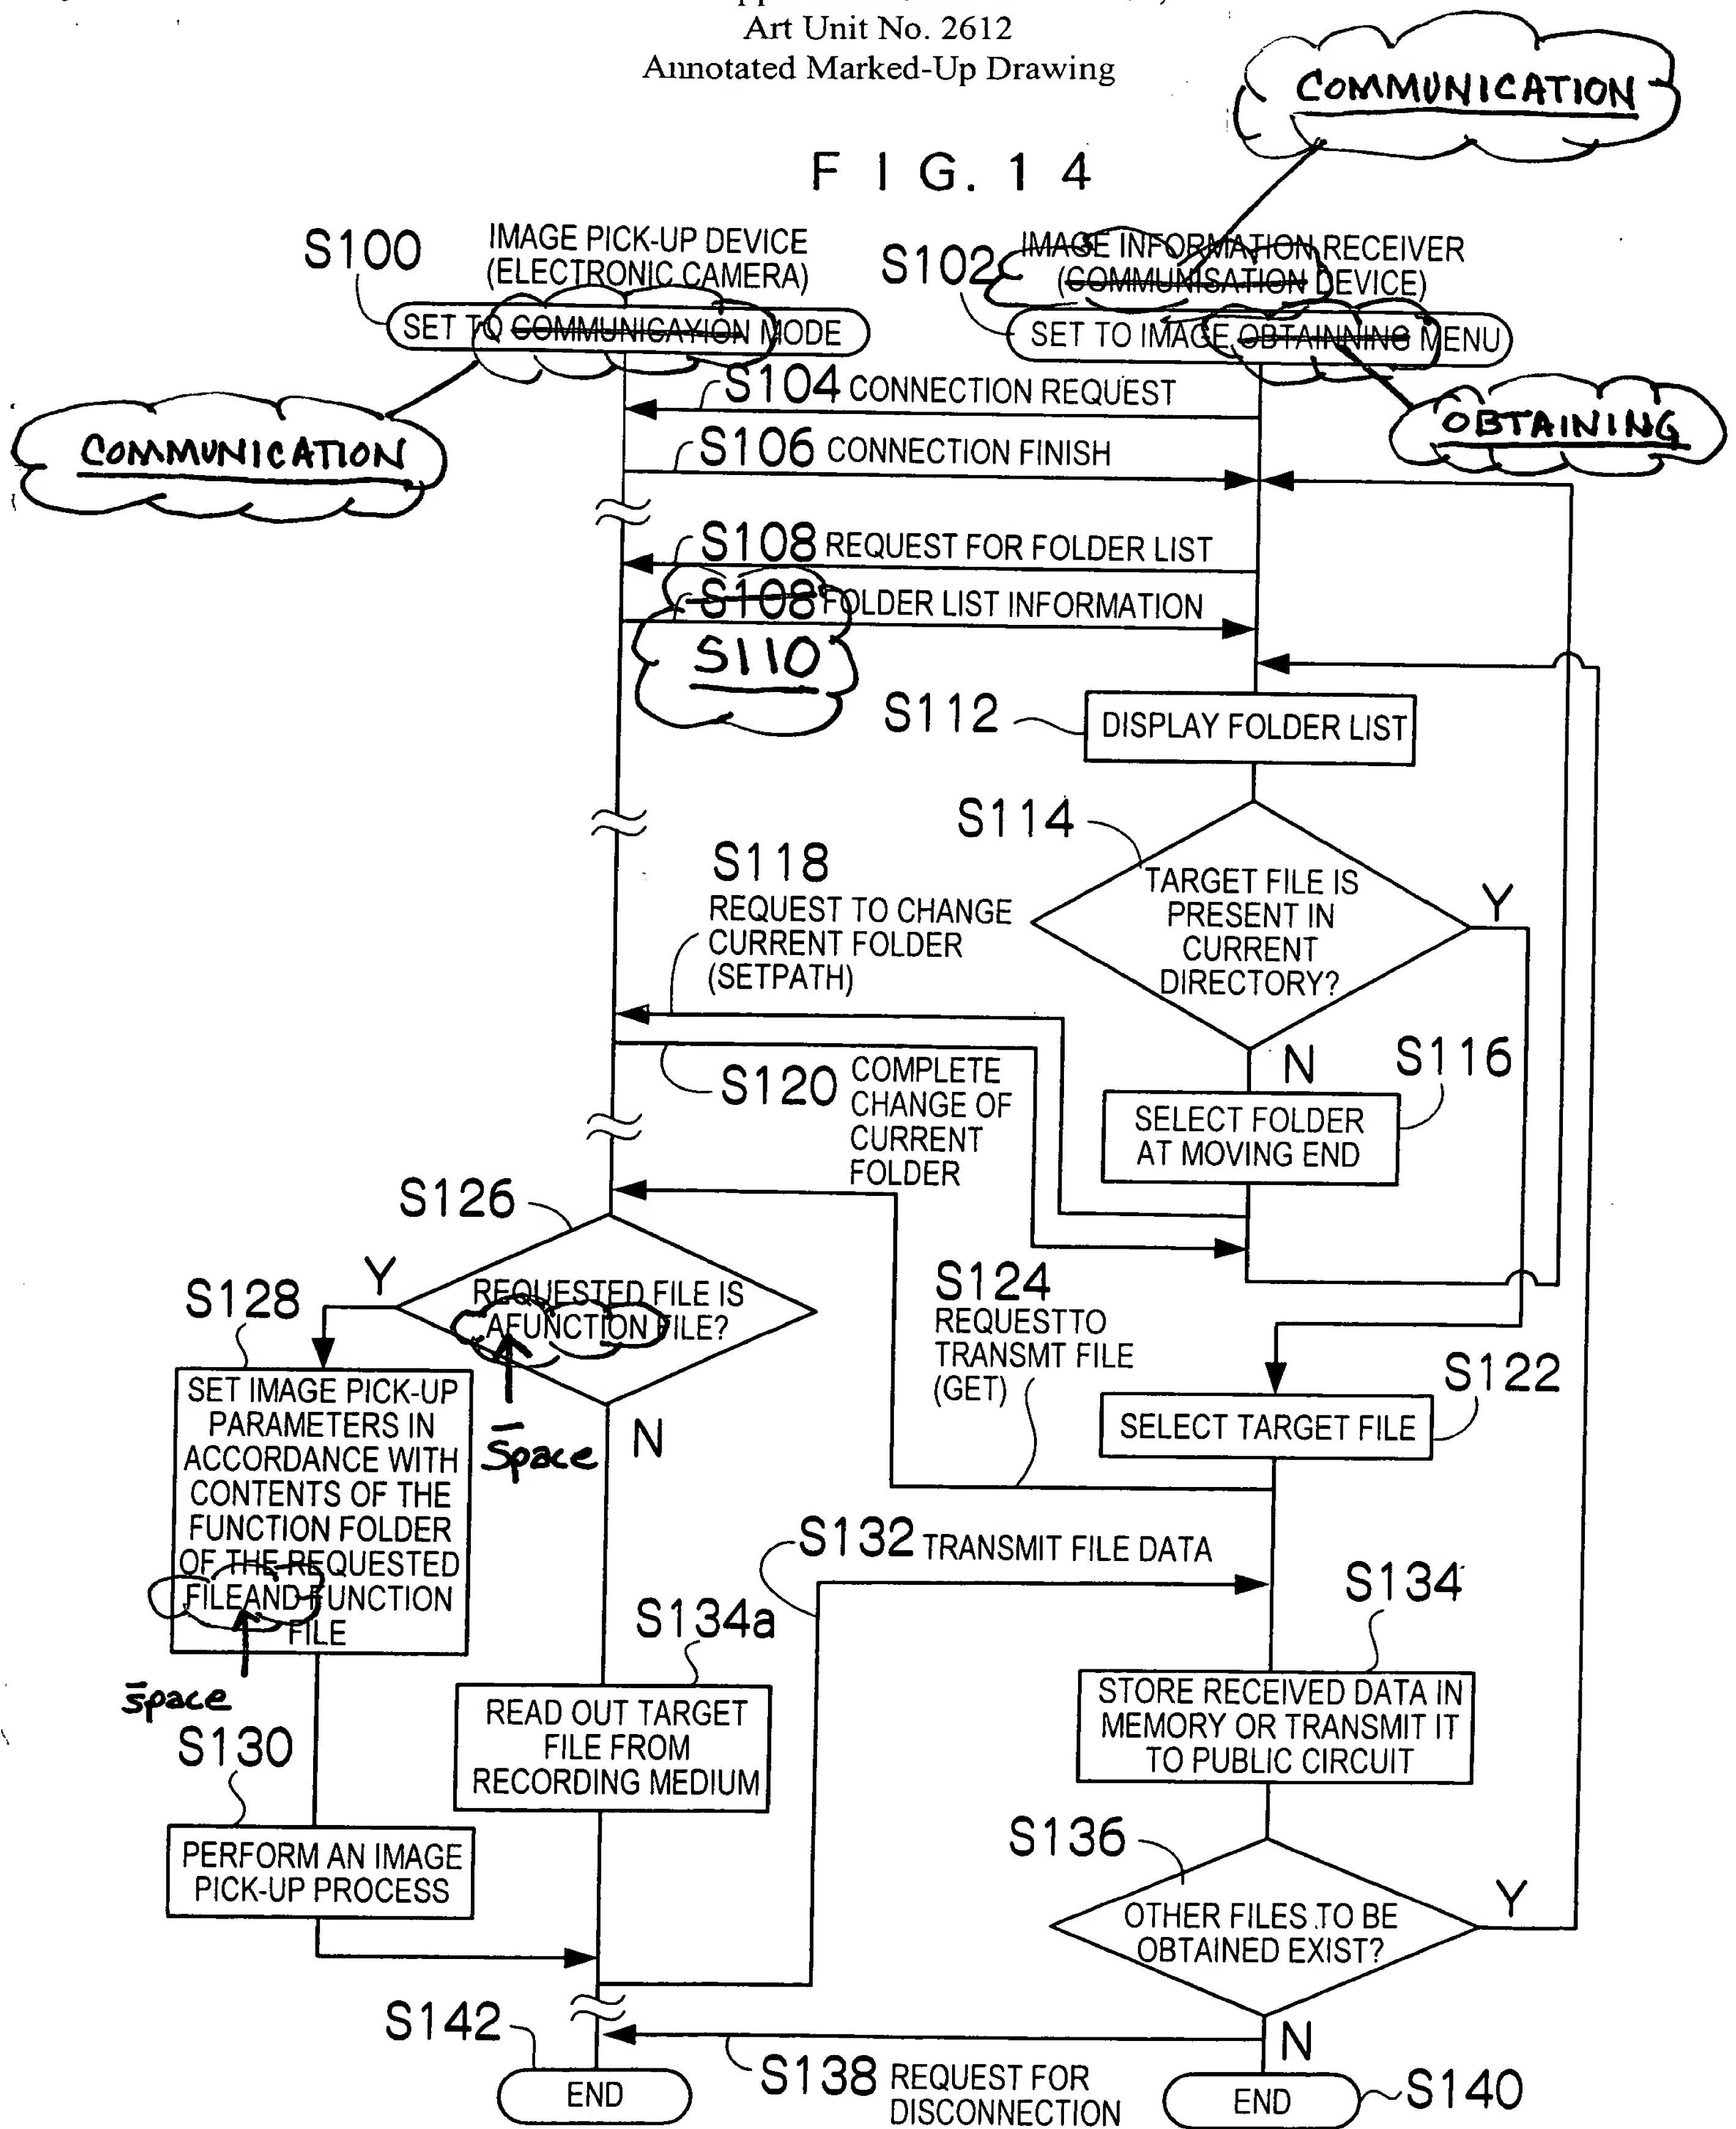 Art Unit No. 2612
Annotated Marked-Up Drawing
COMMUNICATION
FIG. 14
S100
IMAGE PICK-UP DEVICE
(ELECTRONIC CAMERA)
SET TO COMMUNICAYION MODE
COMMUNICATION
S102
IMAGE INFORMATION RECEIVER
(COMMUNISATION DEVICE)
SET TO IMAGE OBTAINNING MENU
OBTAINING
S104 CONNECTION REQUEST
S106 CONNECTION FINISH
S108 REQUEST FOR FOLDER LIST
S108 FOLDER LIST INFORMATION
S110
S112
DISPLAY FOLDER LIST
S114
TARGET FILE IS
PRESENT IN
CURRENT
DIRECTORY?
Y
N
S118
REQUEST TO CHANGE
CURRENT FOLDER
(SETPATH)
S116
SELECT FOLDER
AT MOVING END
S120 COMPLETE
CHANGE OF
CURRENT
FOLDER
S126
REQUESTED FILE IS
AFUNCTION FILE?
space
Y
N
S124
REQUESTTO
TRANSMT FILE
(GET)
S122
SELECT TARGET FILE
S128
SET IMAGE PICK-UP
PARAMETERS IN
ACCORDANCE WITH
CONTENTS OF THE
FUNCTION FOLDER
OF THE REQUESTED
FILEAND FUNCTION
FILE
space
S132 TRANSMIT FILE DATA
S134a
READ OUT TARGET
FILE FROM
RECORDING MEDIUM
S134
STORE RECEIVED DATA IN
MEMORY OR TRANSMIT IT
TO PUBLIC CIRCUIT
S130
PERFORM AN IMAGE
PICK-UP PROCESS
S136
OTHER FILES TO BE
OBTAINED EXIST?
Y
N
S142
END
S138 REQUEST FOR
DISCONNECTION
END
S140